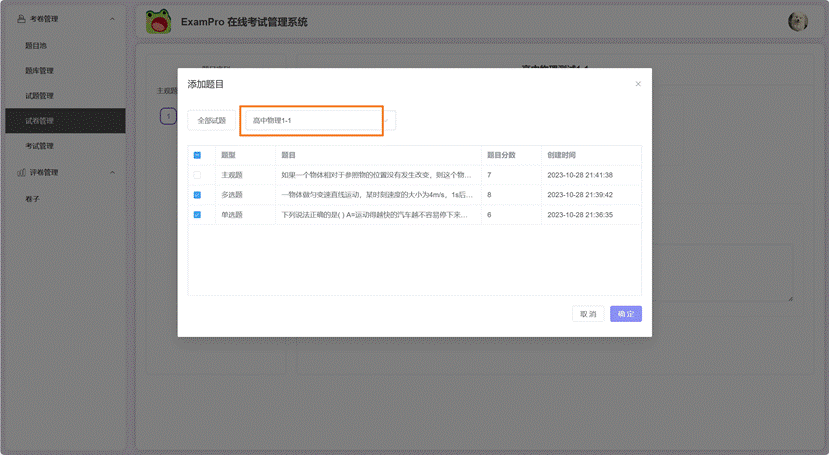 考卷管理
ExamPro 在线考试管理系统
题目池
题库管理
试题管理
试卷管理
考试管理
评卷管理
卷子
主观题
1
添加题目
全部试题
高中物理1-1
题型
题目
题目分数
创建时间
主观题
如果一个物体相对于参照物的位置没有发生改变，则这个物...
7
2023-10-28 21:41:38
多选题
一物体做匀变速直线运动，某时刻速度的大小为4m/s，1s后...
8
2023-10-28 21:39:42
单选题
下列说法正确的是( ) A=运动得越快的汽车越不容易停下来...
6
2023-10-28 21:36:35
取 消
确 定